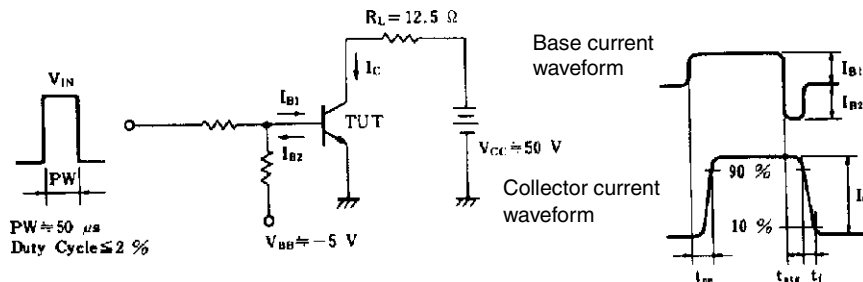 R_L = 12.5 Ω
V_IN
I_C
I_B1
TUT
I_B2
V_CC ≒ 50 V
PW
PW ≒ 50 μs
Duty Cycle ≦ 2 %
V_BB ≒ −5 V
Base current
waveform
I_B1
I_B2
Collector current
waveform
90 %
10 %
t_on
t_stg
t_f